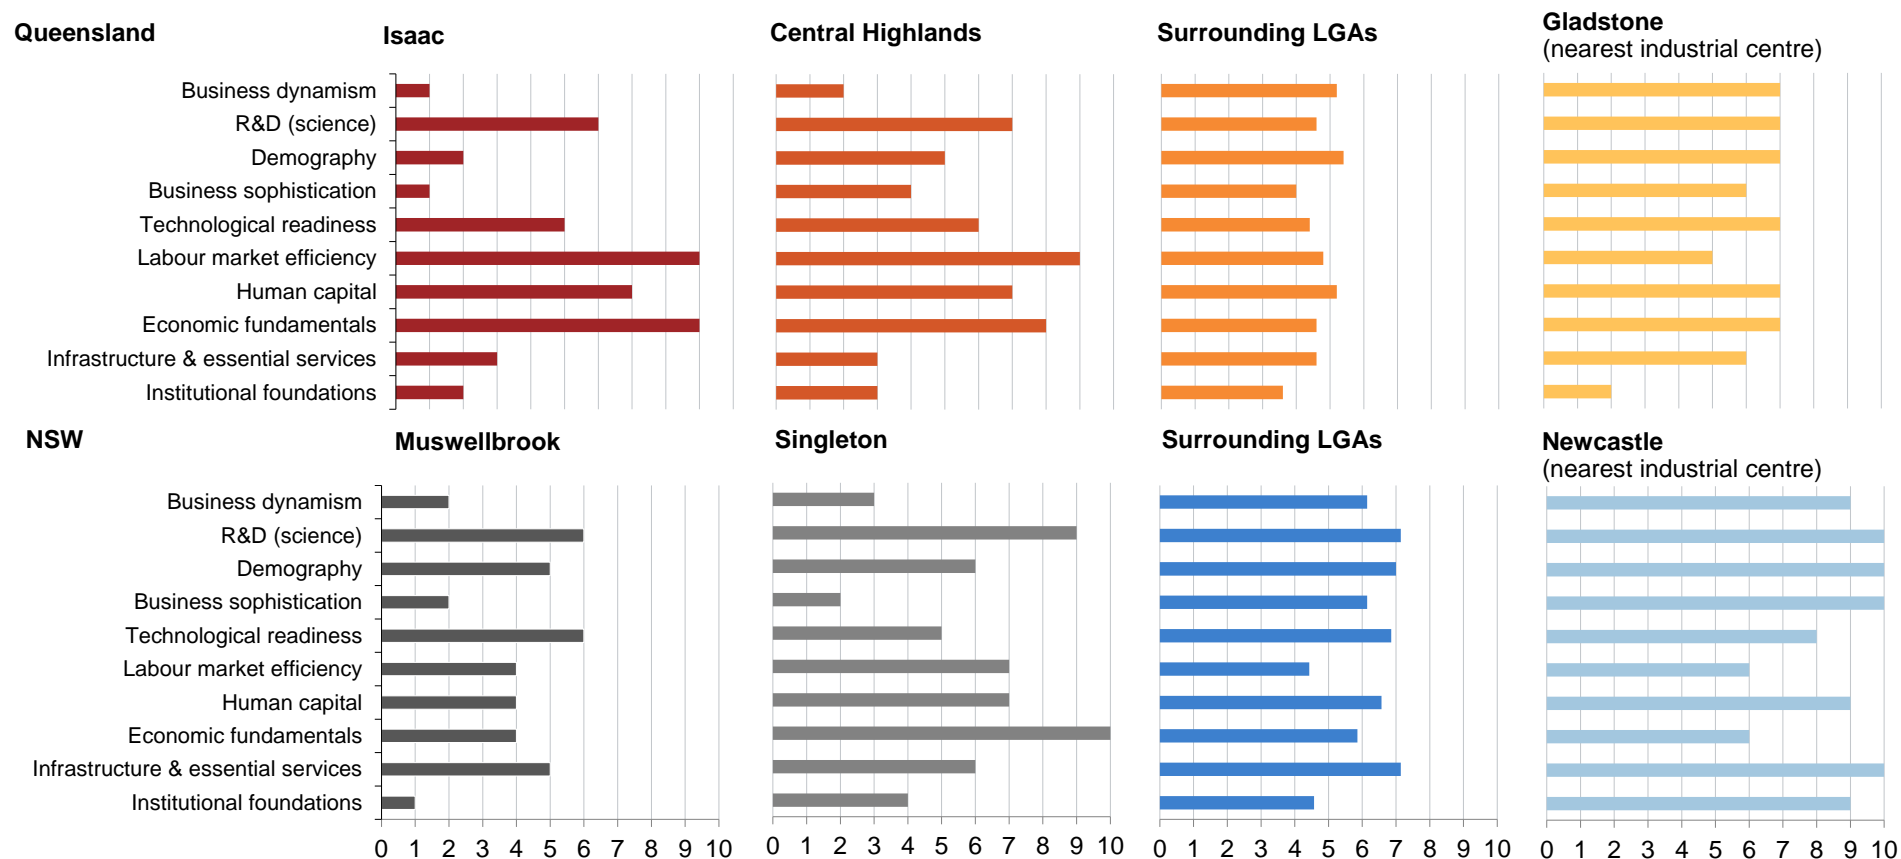 Queensland
Isaac
Central Highlands
Surrounding LGAs
Gladstone
(nearest industrial centre)
Business dynamism
R&D (science)
Demography
Business sophistication
Technological readiness
Labour market efficiency
Human capital
Economic fundamentals
Infrastructure & essential services
Institutional foundations
NSW
Muswellbrook
Singleton
Surrounding LGAs
Newcastle
(nearest industrial centre)
Business dynamism
R&D (science)
Demography
Business sophistication
Technological readiness
Labour market efficiency
Human capital
Economic fundamentals
Infrastructure & essential services
Institutional foundations
0 1 2 3 4 5 6 7 8 9 10
0 1 2 3 4 5 6 7 8 9 10
0 1 2 3 4 5 6 7 8 9 10
0 1 2 3 4 5 6 7 8 9 10